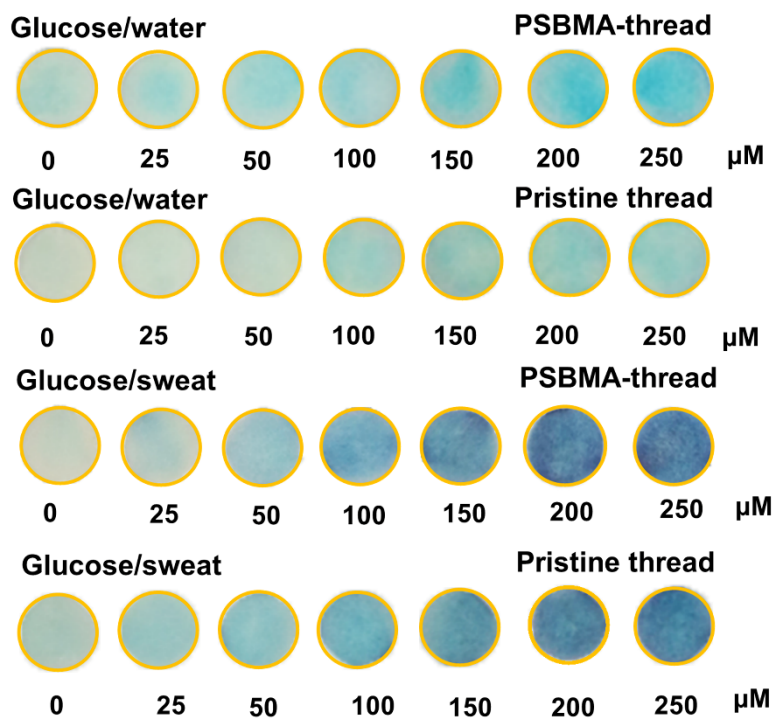 Glucose/water PSBMA-thread
0 25 50 100 150 200 250 µM
Glucose/water Pristine thread
0 25 50 100 150 200 250 µM
Glucose/sweat PSBMA-thread
0 25 50 100 150 200 250 µM
Glucose/sweat Pristine thread
0 25 50 100 150 200 250 µM